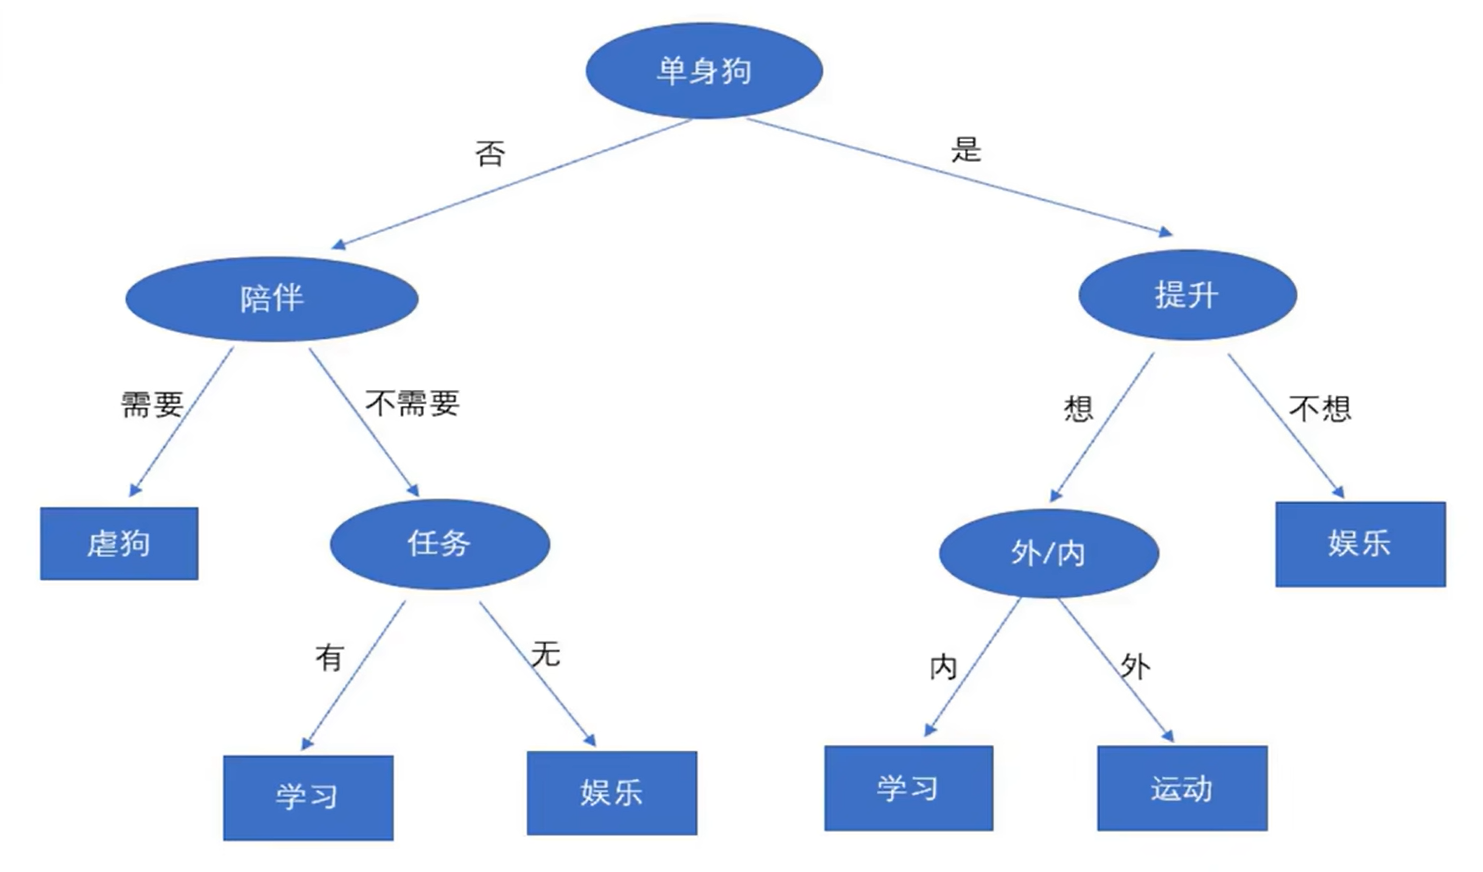 单身狗
否
是
陪伴
提升
需要
不需要
想
不想
虐狗
任务
外/内
娱乐
有
无
内
外
学习
娱乐
学习
运动